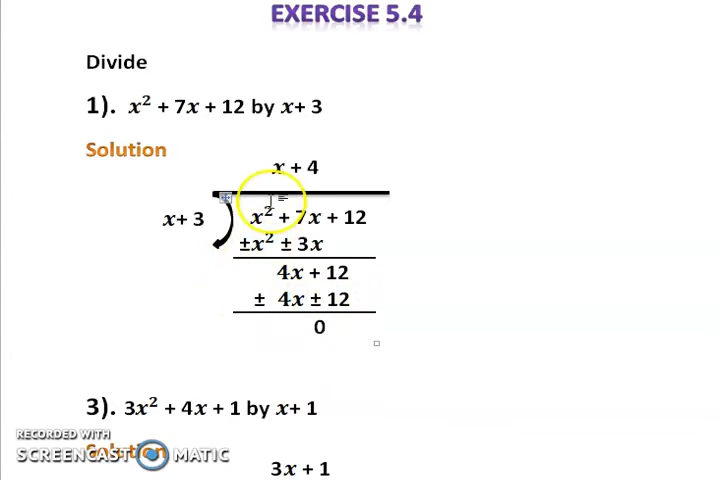 EXERCISE 5.4
Divide
1). x² + 7x + 12 by x+ 3
Solution
x + 4
x+ 3
x² + 7x + 12
±x² ± 3x
4x + 12
± 4x ± 12
0
3). 3x² + 4x + 1 by x+ 1
Solution
RECORDED WITH
SCREENCAST MATIC
3x + 1